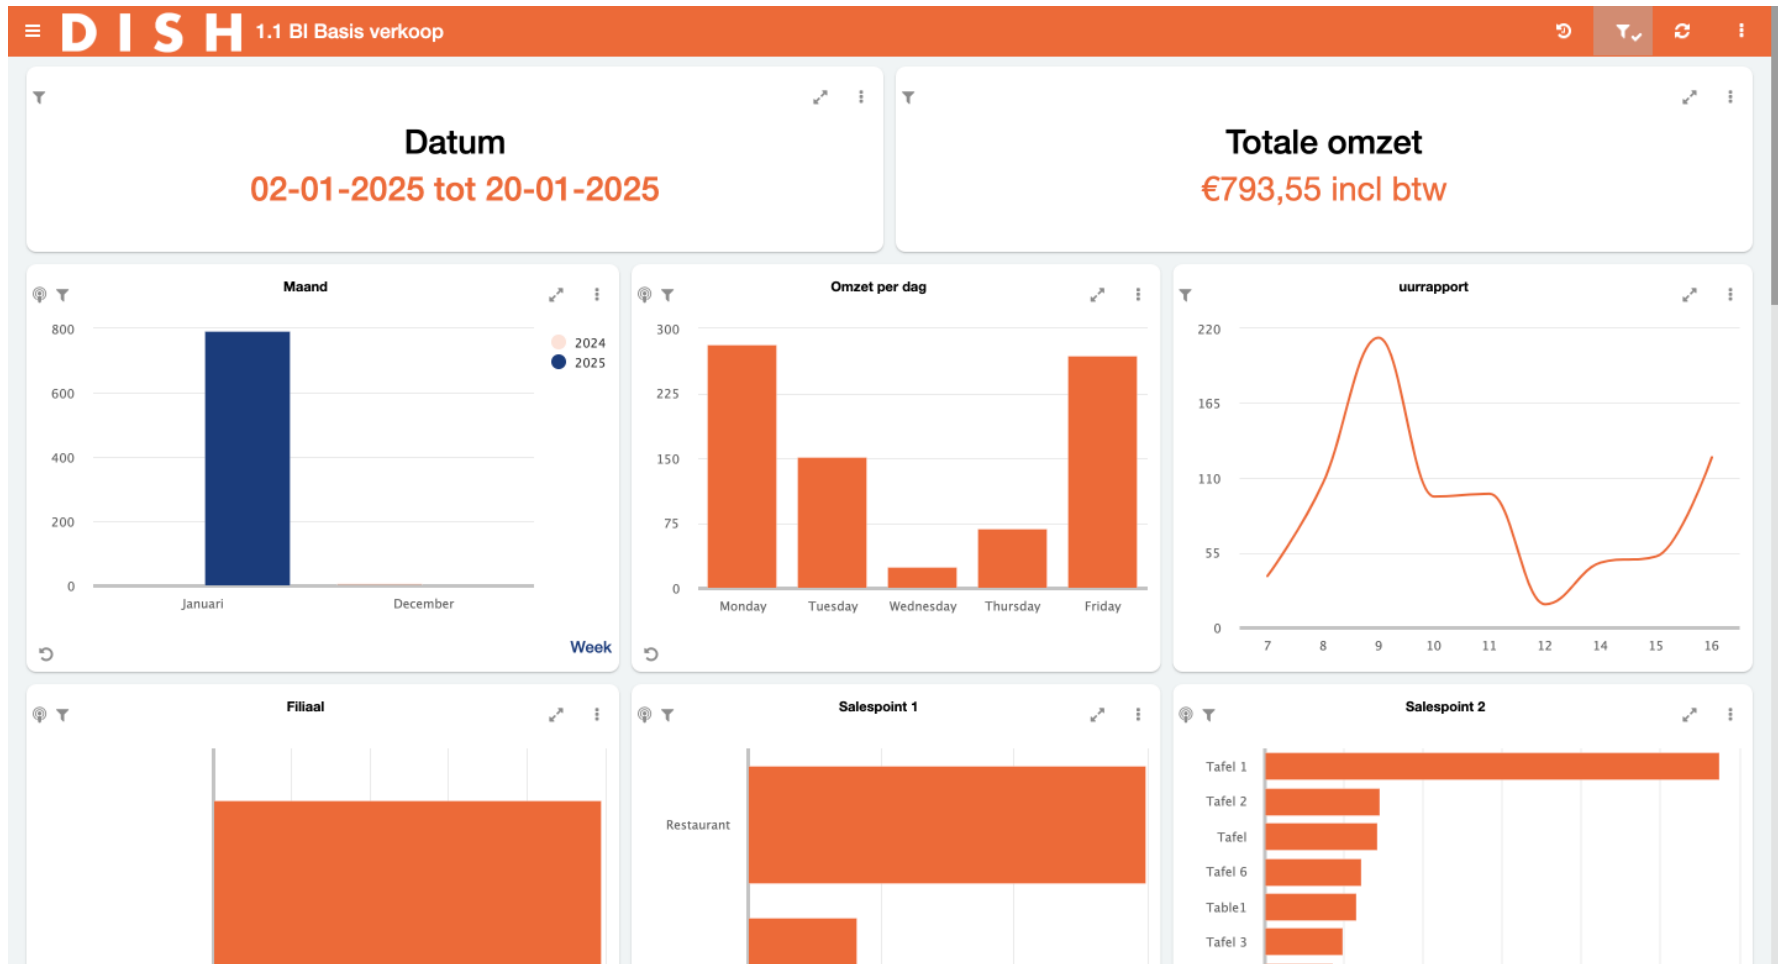 DISH 1.1 BI Basis verkoop
Datum
02-01-2025 tot 20-01-2025
Totale omzet
€793,55 incl btw
Maand
800
600
400
200
0
Januari December
2024
2025
Week
Omzet per dag
300
225
150
75
0
Monday Tuesday Wednesday Thursday Friday
uurrapport
220
165
110
55
0
7 8 9 10 11 12 14 15 16
Filiaal
Salespoint 1
Restaurant
Salespoint 2
Tafel 1
Tafel 2
Tafel
Tafel 6
Table1
Tafel 3